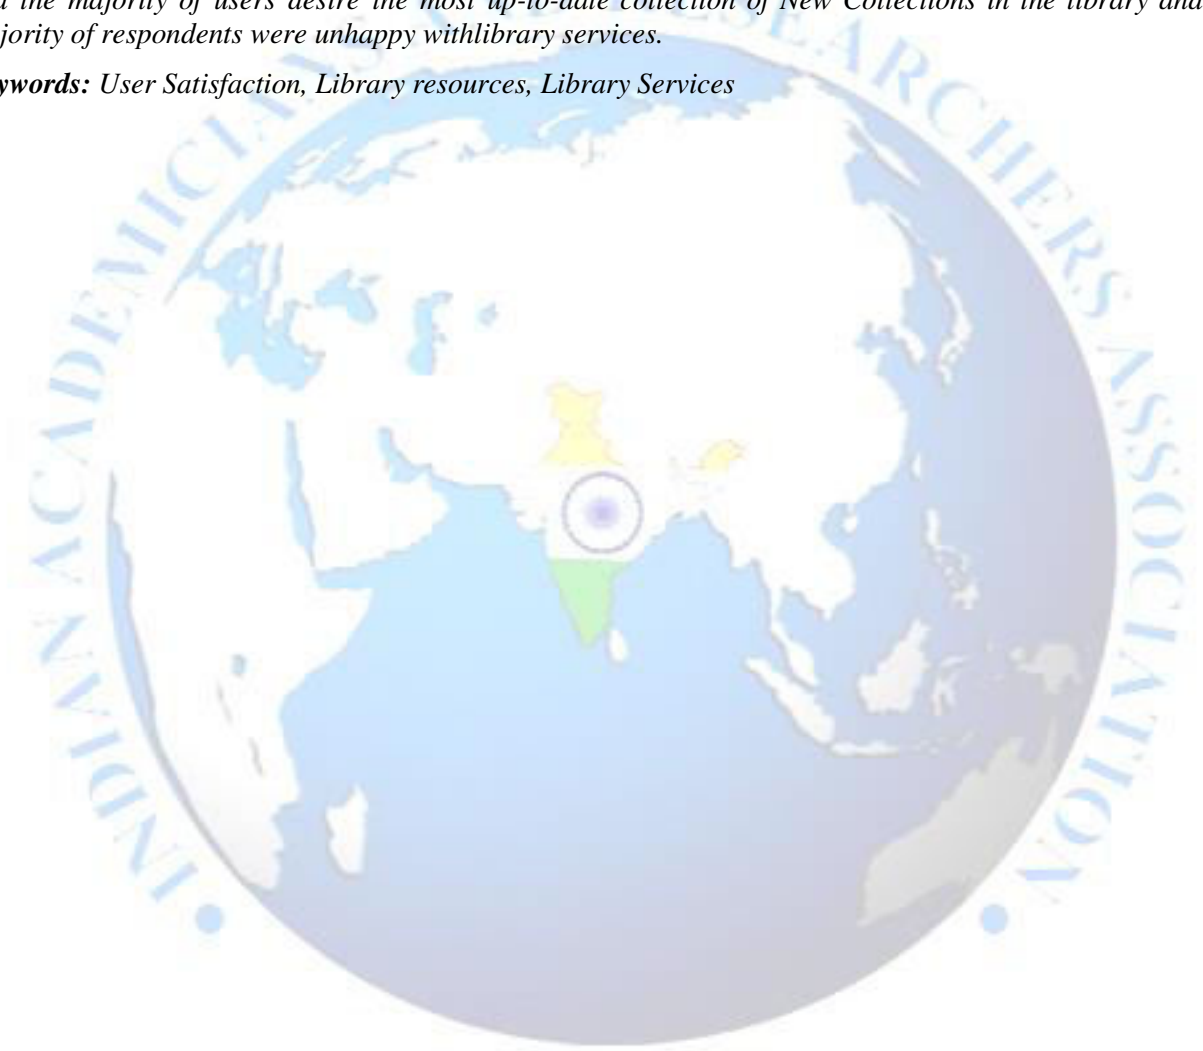 the majority of users desire the most up-to-date collection of New Collections in the library and
jority of respondents were unhappy withlibrary services.
ywords: User Satisfaction, Library resources, Library Services
INDIAN ACADEMICIANS
SEARCHERS ASSOCIATION